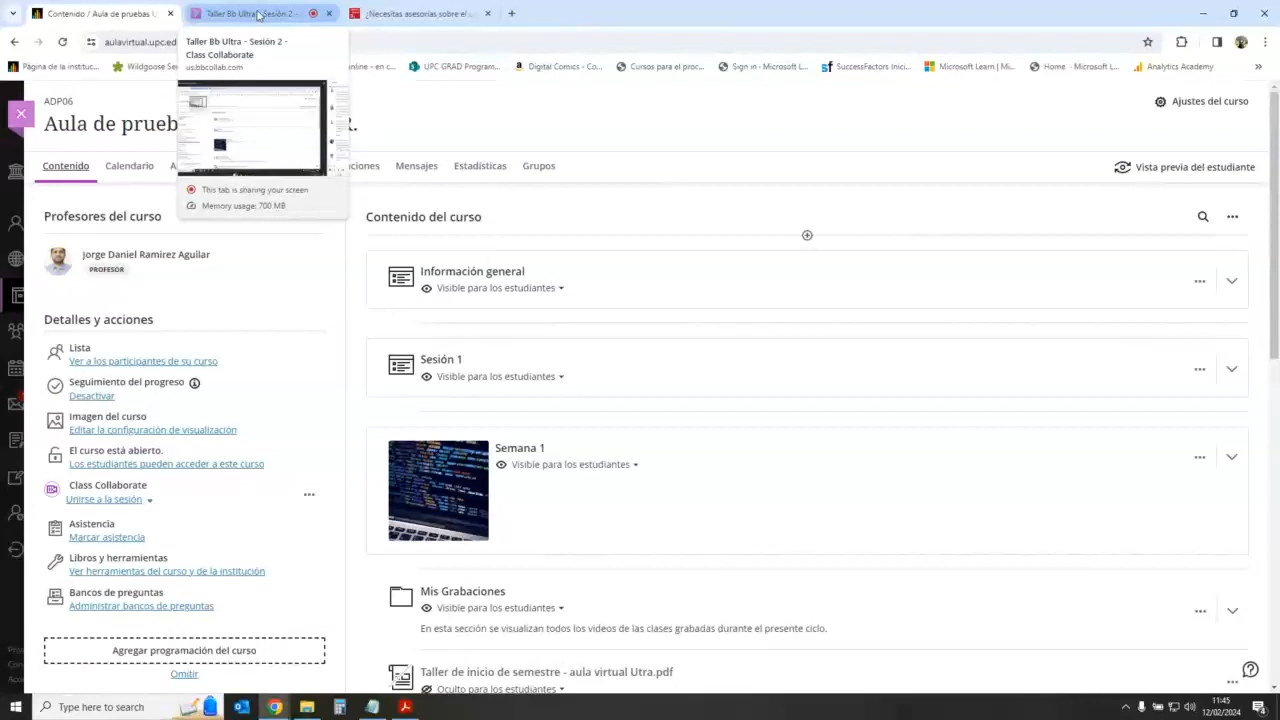 Contenido / Aula de pruebas U
Taller Bb Ultra - Sesión 2 -
¿Necesitas asesorías sobre el u
aulavirtual.upc.ed
Página de la instituc...
Wildgoose
UPC GRAD Program...
Digital Comics - Co...
Consola para el proc...
Sign in · Microsoft L...
SuccessFactors Lear...
Microsoft Learn | Mi...
Home · Microsoft L...
Analytics Academy
Taller Bb Ultra - Sesión 2 -
Class Collaborate
us.bbcollab.com
This tab is sharing your screen
Memory usage: 700 MB
ADP08
Aula de prueb
Ajustes del curso
Contenido
Calendario
Mensajes
Estadísticas
Grupos
Vista previa del estudiante
Profesores del curso
Jorge Daniel Ramirez Aguilar
PROFESOR
Detalles y acciones
Lista
Ver a los participantes de su curso
Seguimiento del progreso
Desactivar
Imagen del curso
Editar la configuración de visualización
El curso está abierto.
Los estudiantes pueden acceder a este curso
Class Collaborate
Unirse a la sesión
Asistencia
Marcar asistencia
Libros y herramientas
Ver herramientas del curso y de la institución
Bancos de preguntas
Administrar bancos de preguntas
Agregar programación del curso
Omitir
Contenido del curso
Información general
Visible para los estudiantes
Sesión 1
Visible para los estudiantes
Semana 1
Visible para los estudiantes
Mis Grabaciones
Visible para los estudiantes
En esta sección se visualizan todos los videos de las clases grabadas durante el presente ciclo.
Taller de inicio de semestre - aula virtual Utra.pdf
Oculto para estudiantes
Type here to search
11:45
12/02/2024